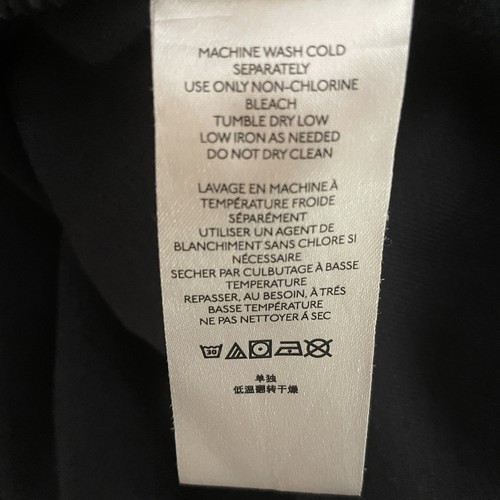 MACHINE WASH COLD
SEPARATELY
USE ONLY NON-CHLORINE
BLEACH
TUMBLE DRY LOW
LOW IRON AS NEEDED
DO NOT DRY CLEAN
LAVAGE EN MACHINE À
TEMPÉRATURE FROIDE
SÉPARÉMENT
UTILISER UN AGENT DE
BLANCHIMENT SANS CHLORE SI
NÉCESSAIRE
SECHER PAR CULBUTAGE À BASSE
TEMPERATURE
REPASSER, AU BESOIN, À TRÉS
BASSE TEMPÉRATURE
NE PAS NETTOYER Á SEC
30
单独
低温翻转干燥